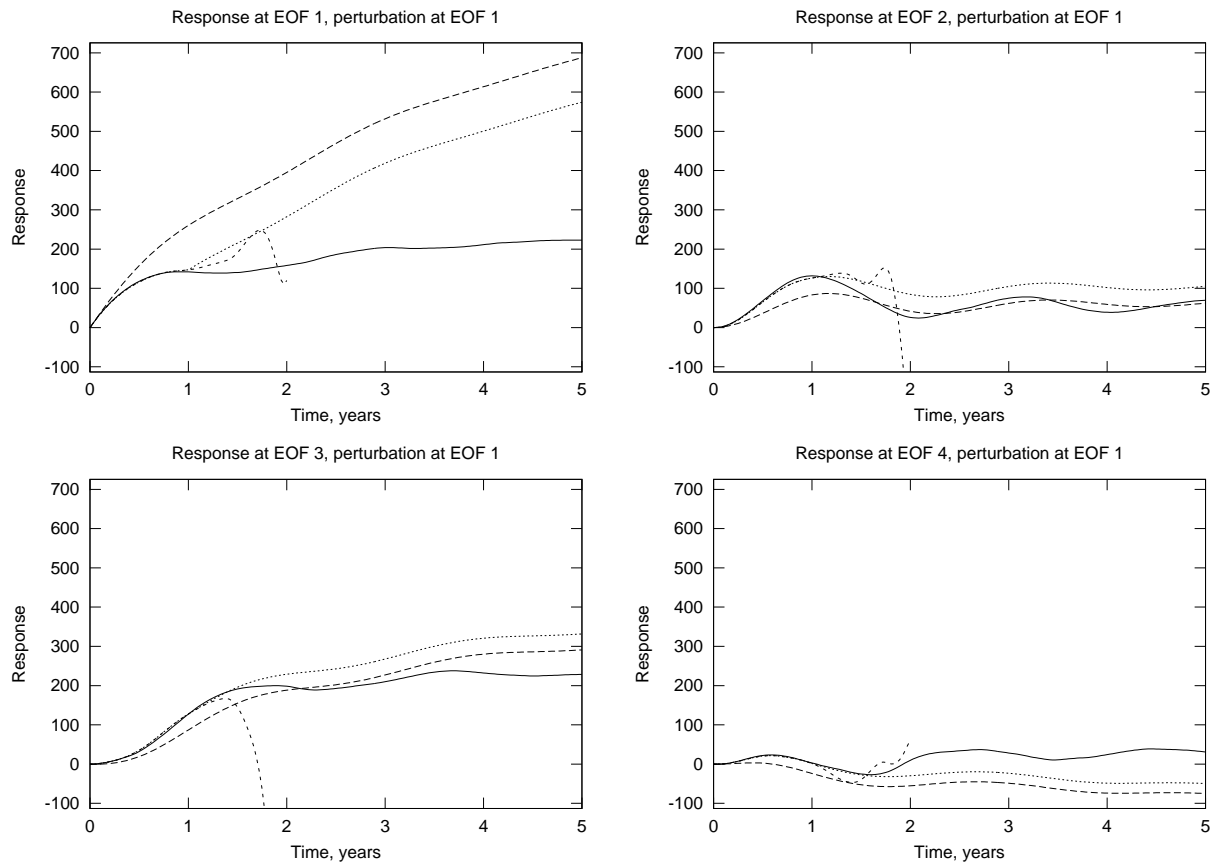 Response at EOF 1, perturbation at EOF 1
700
600
500
400
300
200
100
0
-100
Response
0 1 2 3 4 5
Time, years
Response at EOF 2, perturbation at EOF 1
700
600
500
400
300
200
100
0
-100
Response
0 1 2 3 4 5
Time, years
Response at EOF 3, perturbation at EOF 1
700
600
500
400
300
200
100
0
-100
Response
0 1 2 3 4 5
Time, years
Response at EOF 4, perturbation at EOF 1
700
600
500
400
300
200
100
0
-100
Response
0 1 2 3 4 5
Time, years